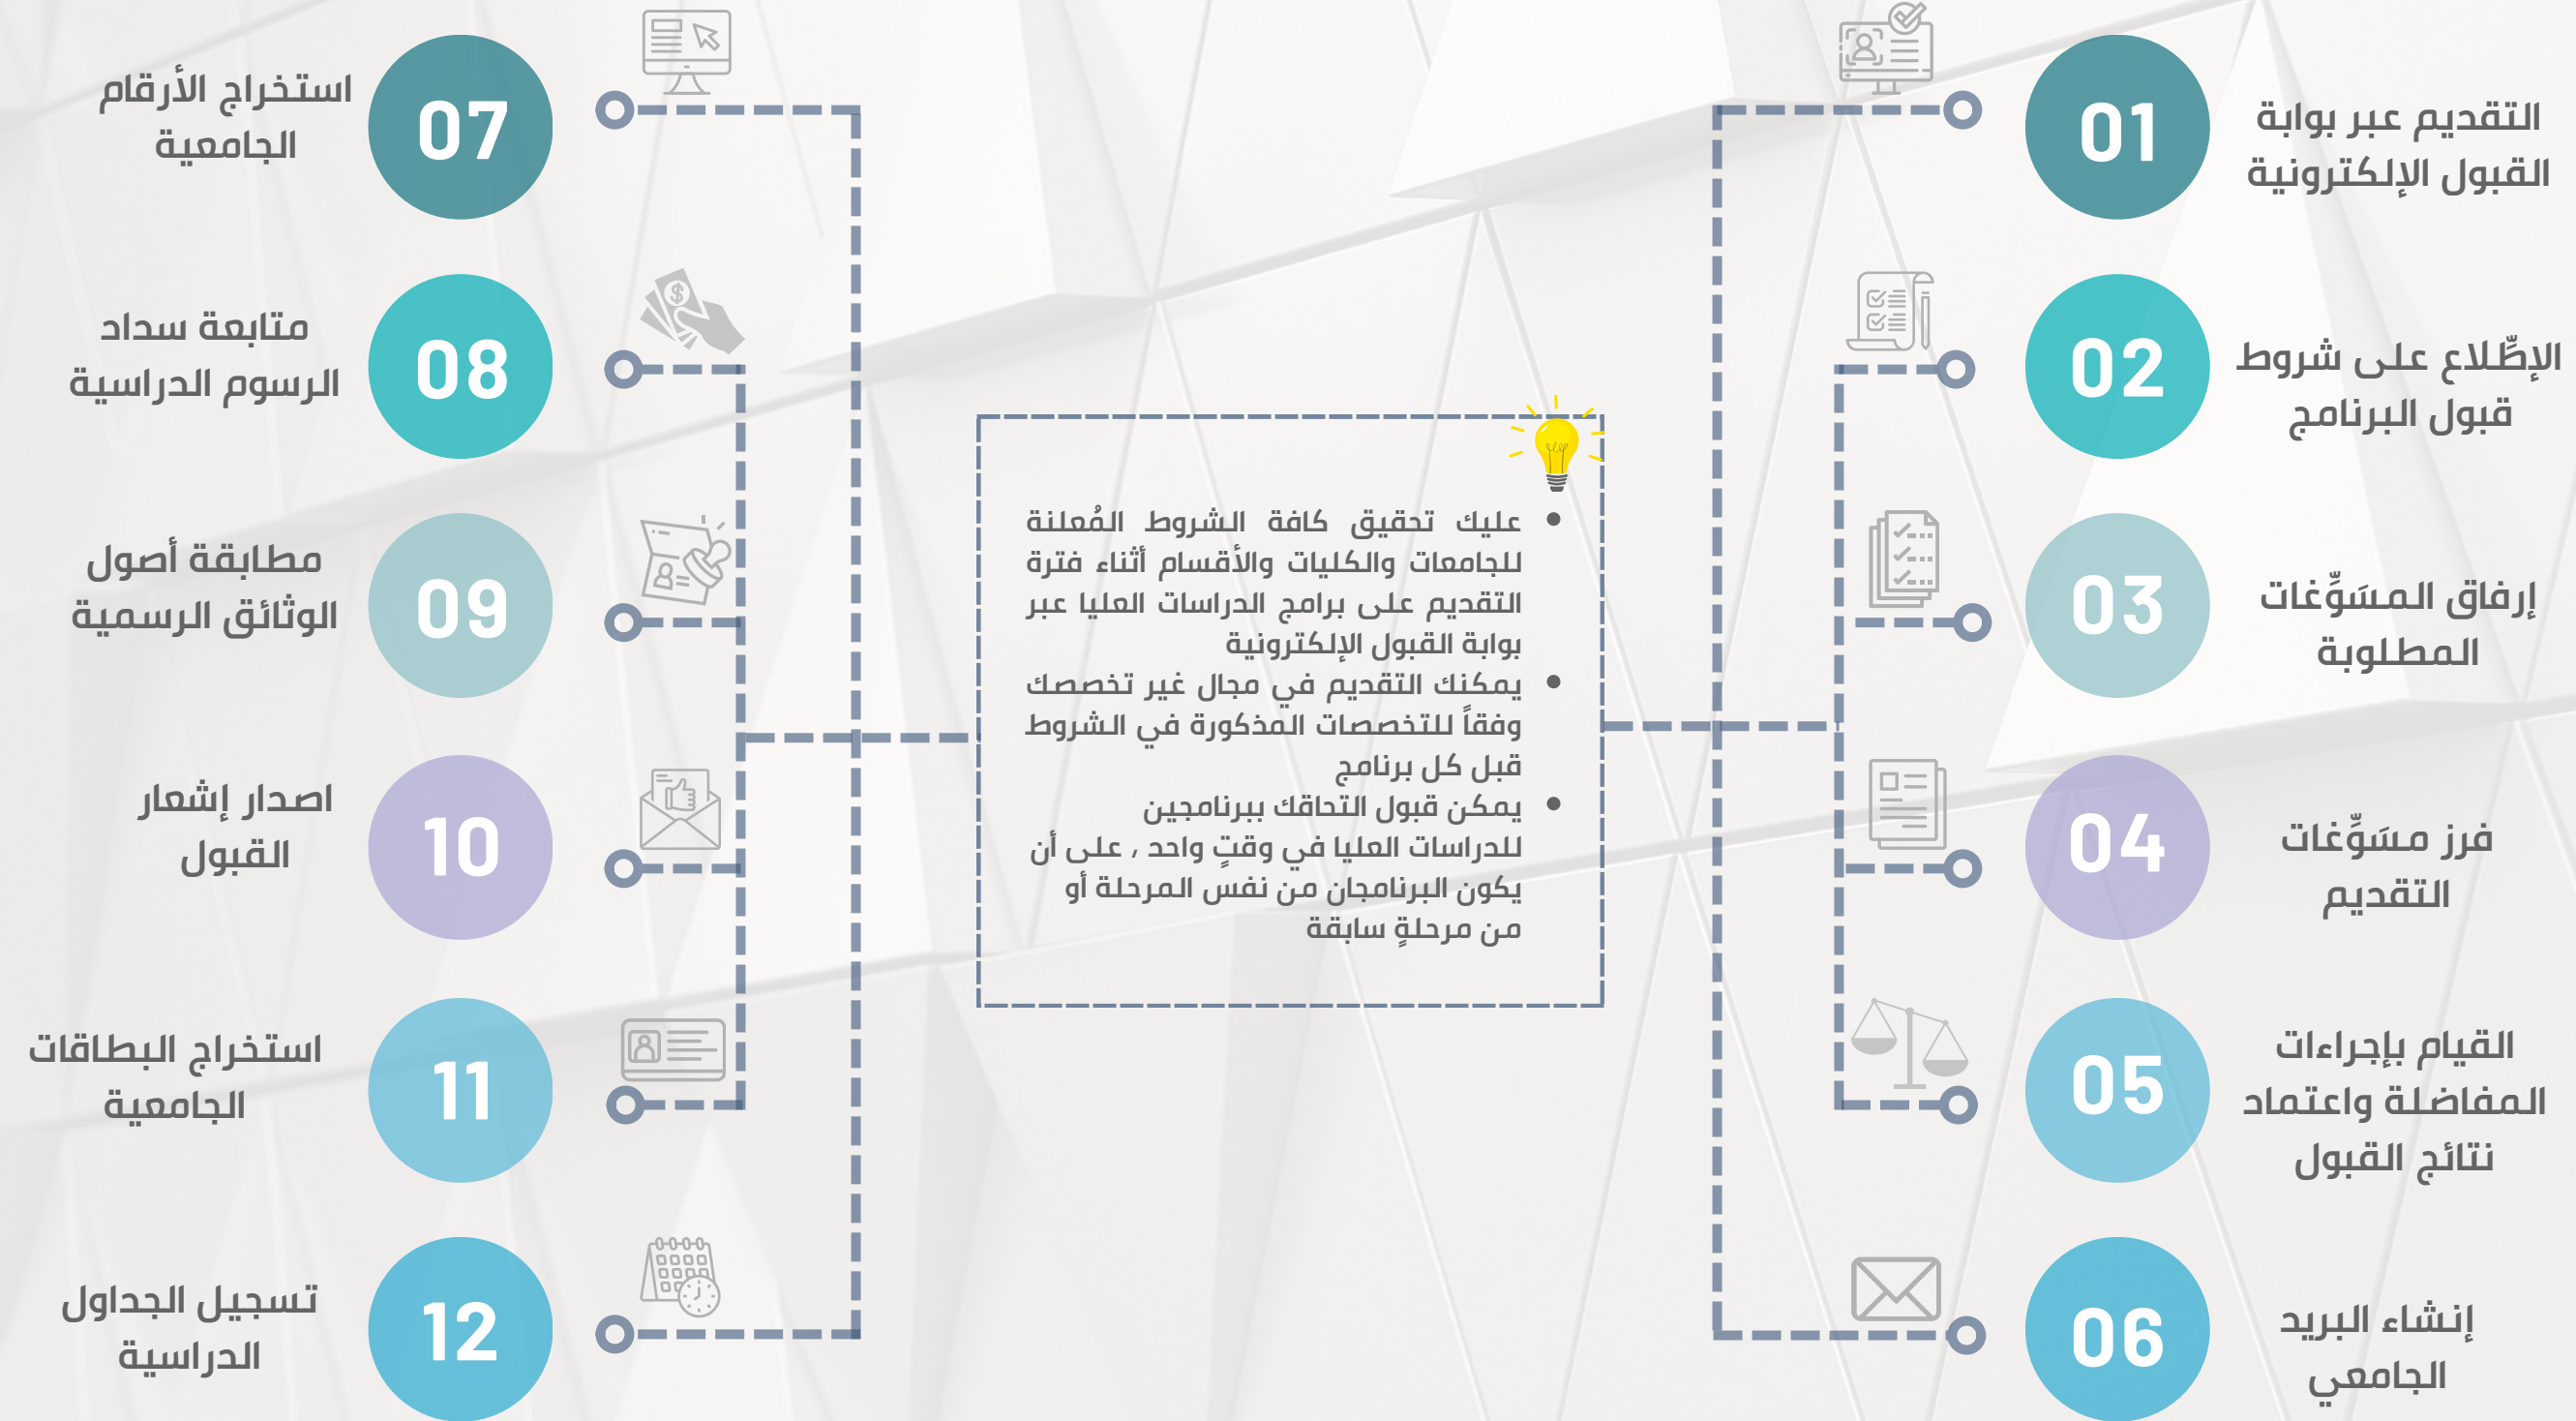 01
التقديم عبر بوابة
القبول الإلكترونية
02
الإطِّلاع على شروط
قبول البرنامج
03
إرفاق المسَوِّغات
المطلوبة
04
فرز مسَوِّغات
التقديم
05
القيام بإجراءات
المفاضلة واعتماد
نتائج القبول
06
إنشاء البريد
الجامعي
• عليك تحقيق كافة الشروط المُعلنة
للجامعات والكليات والأقسام أثناء فترة
التقديم على برامج الدراسات العليا عبر
بوابة القبول الإلكترونية
• يمكنك التقديم في مجال غير تخصصك
وفقاً للتخصصات المذكورة في الشروط
قبل كل برنامج
• يمكن قبول التحاقك ببرنامجين
للدراسات العليا في وقتٍ واحد ، على أن
يكون البرنامجان من نفس المرحلة أو
من مرحلةٍ سابقة
07
استخراج الأرقام
الجامعية
08
متابعة سداد
الرسوم الدراسية
09
مطابقة أصول
الوثائق الرسمية
10
اصدار إشعار
القبول
11
استخراج البطاقات
الجامعية
12
تسجيل الجداول
الدراسية